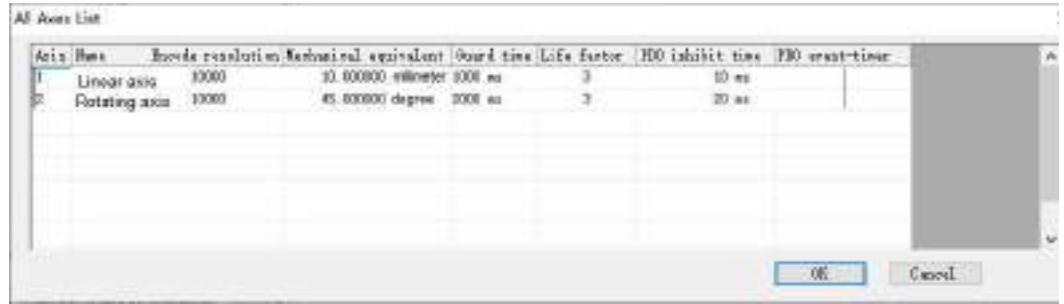 All Axes List
Axis Name Encode resolution Mechanical equivalent Guard time Life factor PDO inhibit time PDO event-timer
1 Linear axis 10000 10.000000 millimeter 1000 ms 3 10 ms
2 Rotating axis 10000 45.000000 degree 2000 ms 3 20 ms
OK Cancel